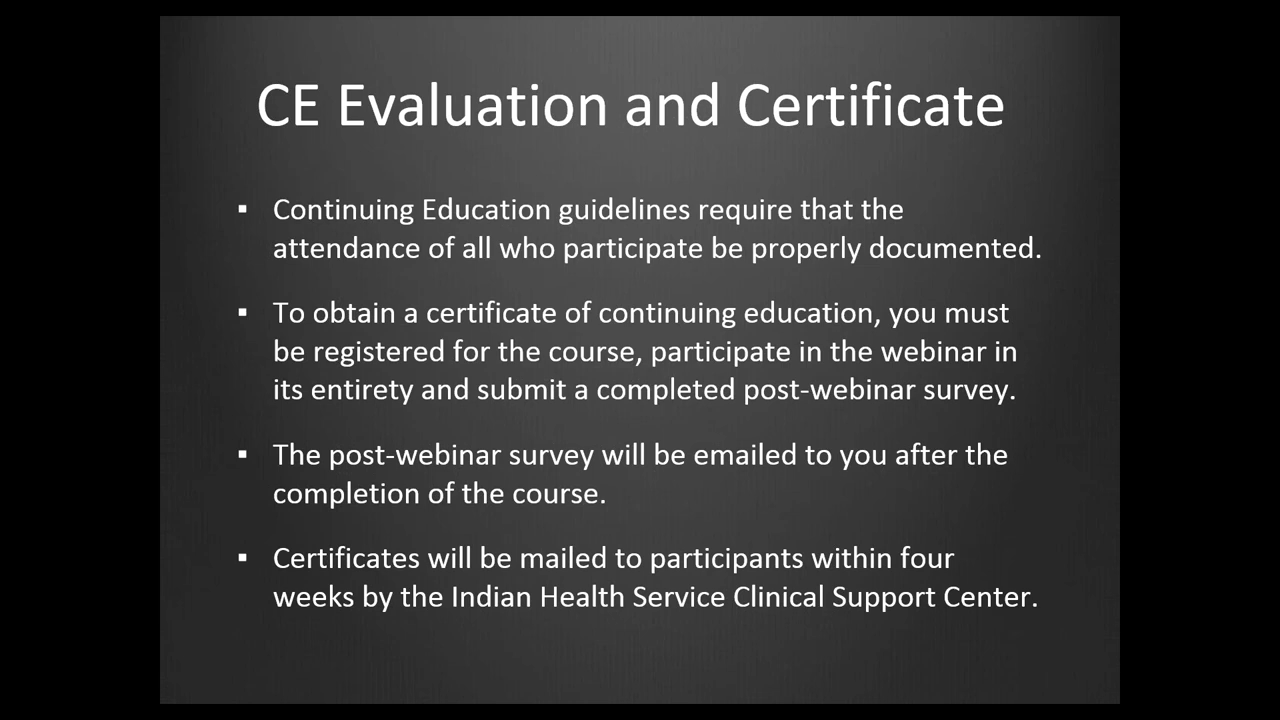 CE Evaluation and Certificate
▪ Continuing Education guidelines require that the
attendance of all who participate be properly documented.
▪ To obtain a certificate of continuing education, you must
be registered for the course, participate in the webinar in
its entirety and submit a completed post-webinar survey.
▪ The post-webinar survey will be emailed to you after the
completion of the course.
▪ Certificates will be mailed to participants within four
weeks by the Indian Health Service Clinical Support Center.